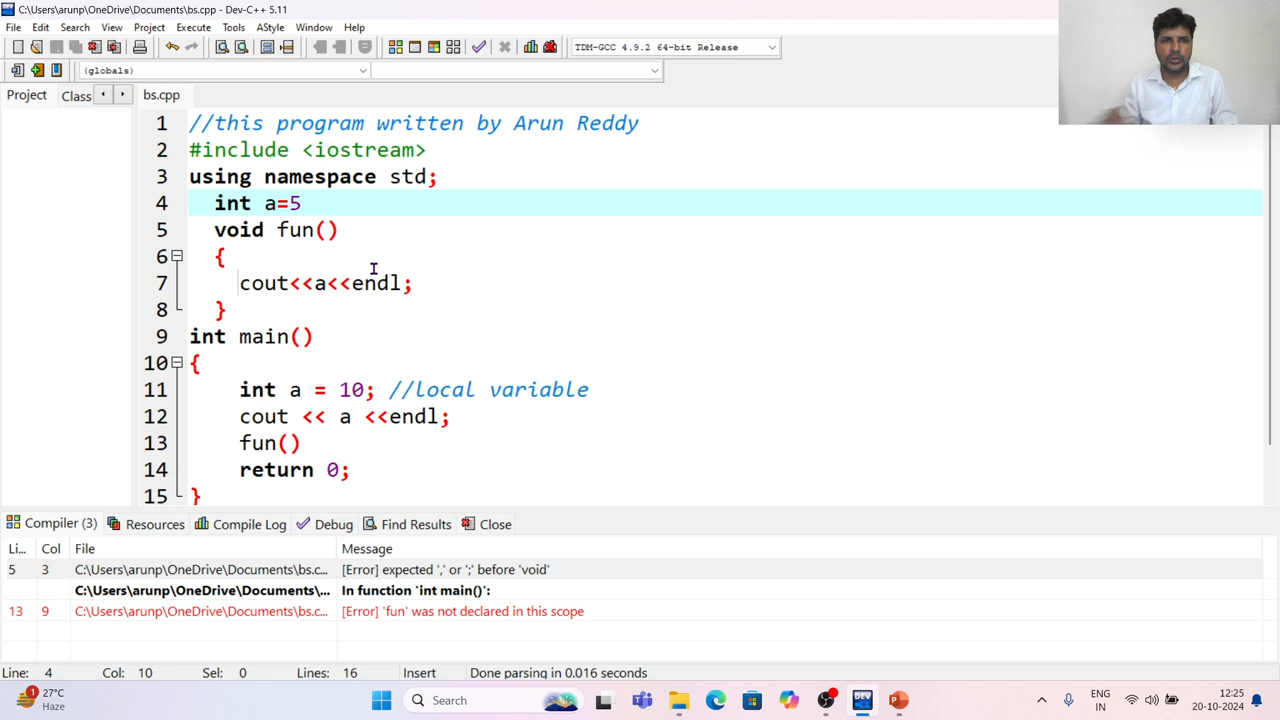 C:\Users\arunp\OneDrive\Documents\bs.cpp - Dev-C++ 5.11
File Edit Search View Project Execute Tools AStyle Window Help
TDM-GCC 4.9.2 64-bit Release
(globals)
Project Class bs.cpp
1 //this program written by Arun Reddy
2 #include <iostream>
3 using namespace std;
4 int a=5
5 void fun()
6 {
7 cout<<a<<endl;
8 }
9 int main()
10 {
11 int a = 10; //local variable
12 cout << a <<endl;
13 fun()
14 return 0;
15 }
Compiler (3) Resources Compile Log Debug Find Results Close
Li... Col File Message
5 3 C:\Users\arunp\OneDrive\Documents\bs.c... [Error] expected ',' or ';' before 'void'
C:\Users\arunp\OneDrive\Documents\... In function 'int main()':
13 9 C:\Users\arunp\OneDrive\Documents\bs.c... [Error] 'fun' was not declared in this scope
Line: 4 Col: 10 Sel: 0 Lines: 16 Insert Done parsing in 0.016 seconds
1 27°C Search DEV P ENG 12:25
Haze IN 20-10-2024